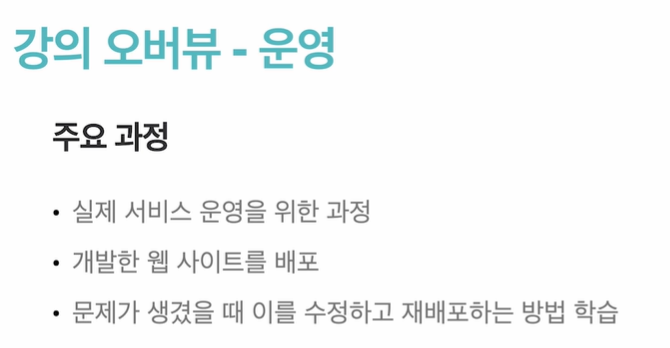 강의 오버뷰 - 운영
주요 과정
• 실제 서비스 운영을 위한 과정
• 개발한 웹 사이트를 배포
• 문제가 생겼을 때 이를 수정하고 재배포하는 방법 학습